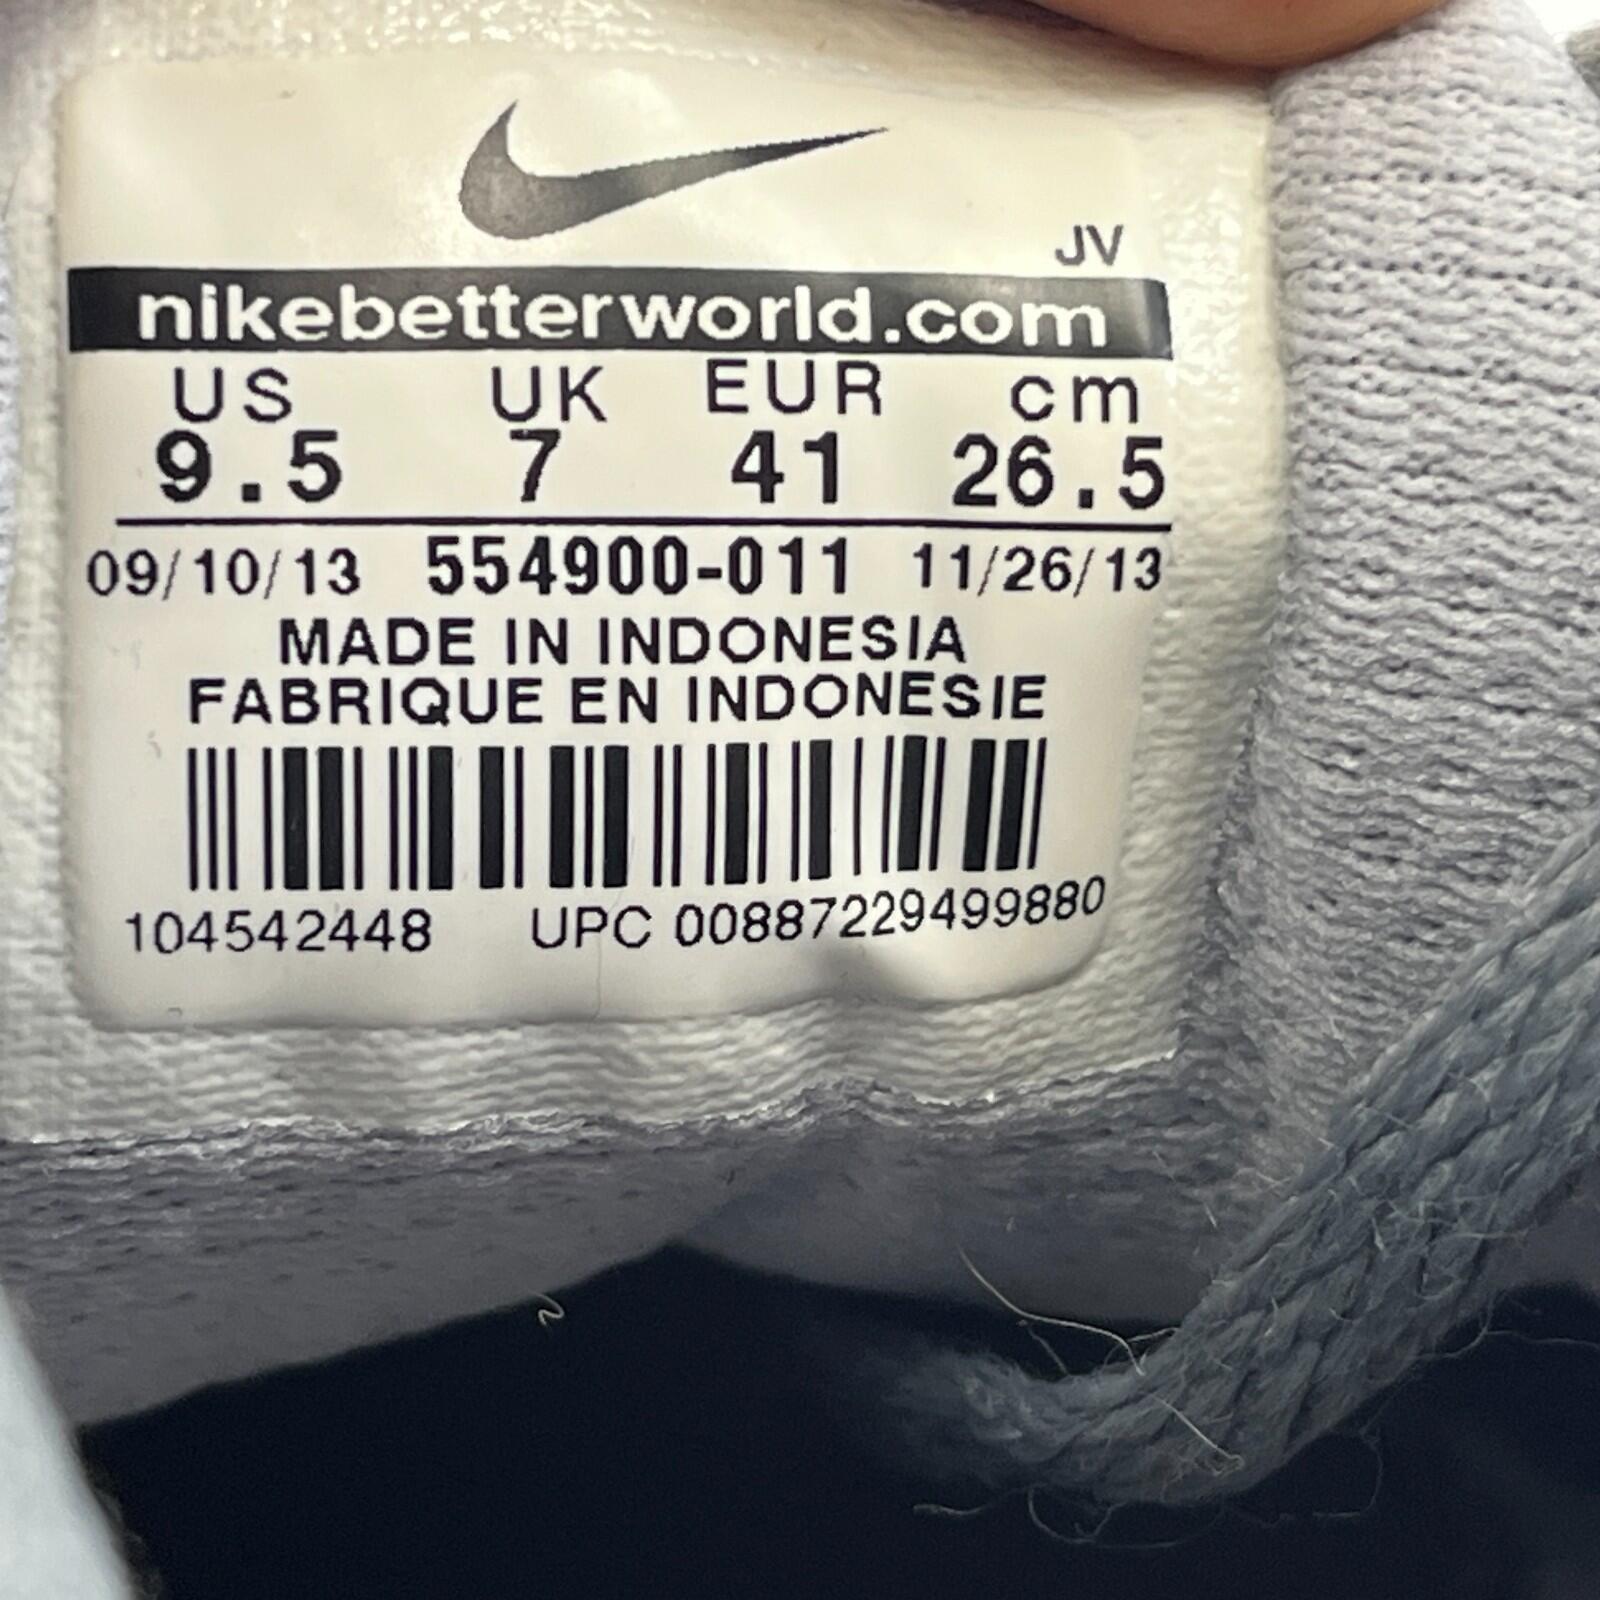 JV
nikebetterworld.com
US UK EUR cm
9.5 7 41 26.5
09/10/13 554900-011 11/26/13
MADE IN INDONESIA
FABRIQUE EN INDONESIE
104542448 UPC 00887229499880